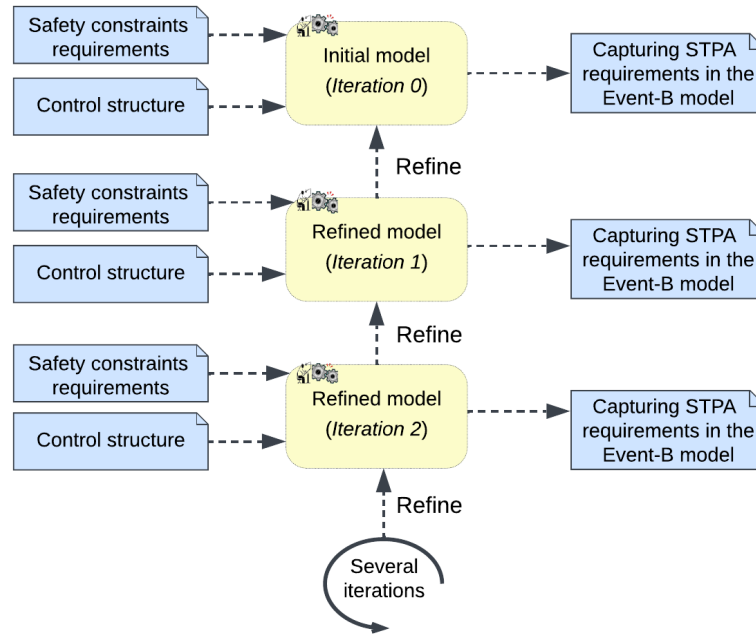 Safety constraints
requirements
Control structure
Initial model
(Iteration 0)
Capturing STPA
requirements in the
Event-B model
Refine
Safety constraints
requirements
Control structure
Refined model
(Iteration 1)
Capturing STPA
requirements in the
Event-B model
Refine
Safety constraints
requirements
Control structure
Refined model
(Iteration 2)
Capturing STPA
requirements in the
Event-B model
Refine
Several
iterations